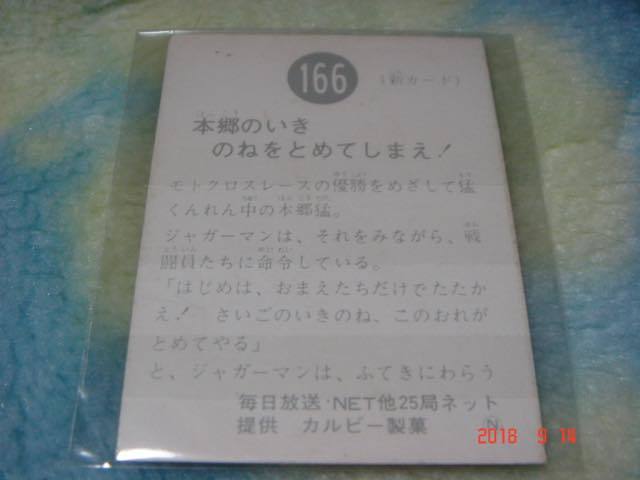 166
(新カード)
本郷のいき
のねをとめてしまえ!
モトクロスレースの優勝をめざして猛
くんれん中の本郷猛。
ジャガーマンは、それをみながら、戦
闘員たちに命令している。
「はじめは、おまえたちだけでたたか
え! さいごのいきのね、このおれが
とめてやる」
と、ジャガーマンは、ふてきにわらう
毎日放送・NET他25局ネット
提供 カルビー製菓 N
2018 9 14